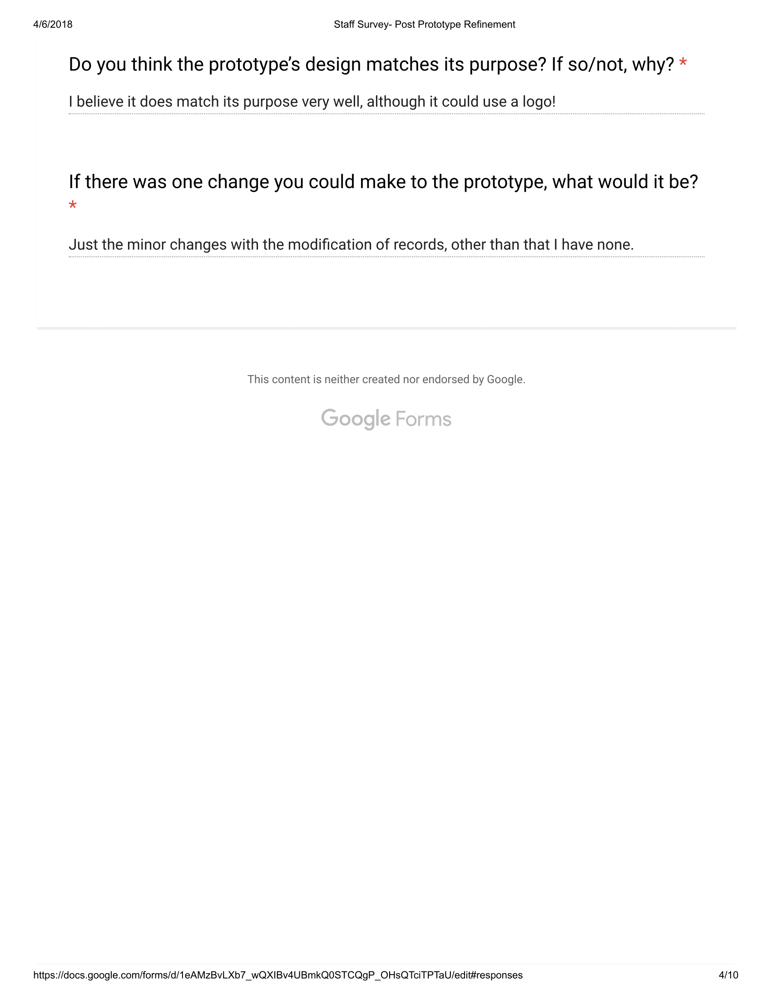 4/6/2018 Staff Survey- Post Prototype Refinement
Do you think the prototype’s design matches its purpose? If so/not, why? *
I believe it does match its purpose very well, although it could use a logo!
If there was one change you could make to the prototype, what would it be?
*
Just the minor changes with the modification of records, other than that I have none.
This content is neither created nor endorsed by Google.
Google Forms
https://docs.google.com/forms/d/1eAMzBvLXb7_wQXIBv4UBmkQ0STCQgP_OHsQTciTPTaU/edit#responses 4/10